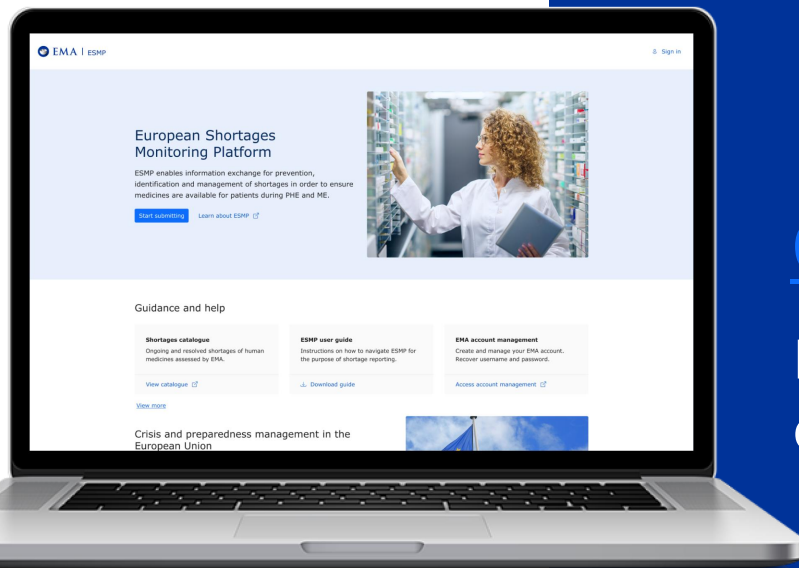 EMA | ESMP
Sign in
European Shortages
Monitoring Platform
ESMP enables information exchange for prevention,
identification and management of shortages in order to ensure
medicines are available for patients during PHE and ME.
Start submitting
Learn about ESMP
Guidance and help
Shortages catalogue
Ongoing and resolved shortages of human
medicines assessed by EMA.
View catalogue
ESMP user guide
Instructions on how to navigate ESMP for
the purpose of shortage reporting.
Download guide
EMA account management
Create and manage your EMA account.
Recover username and password.
Access account management
View more
Crisis and preparedness management in the
European Union